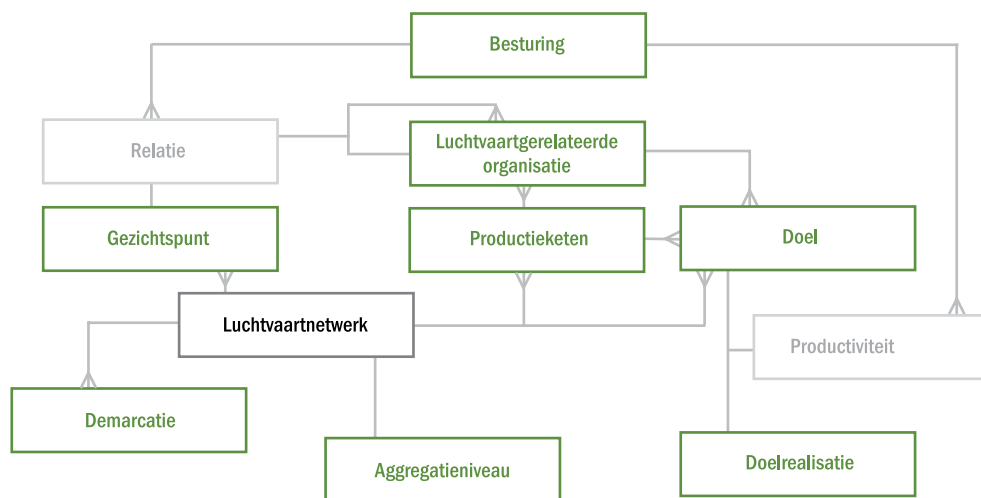 Besturing
Relatie
Luchtvaartgerelateerde
organisatie
Gezichtspunt
Productieketen
Doel
Luchtvaartnetwerk
Productiviteit
Demarcatie
Aggregatieniveau
Doelrealisatie